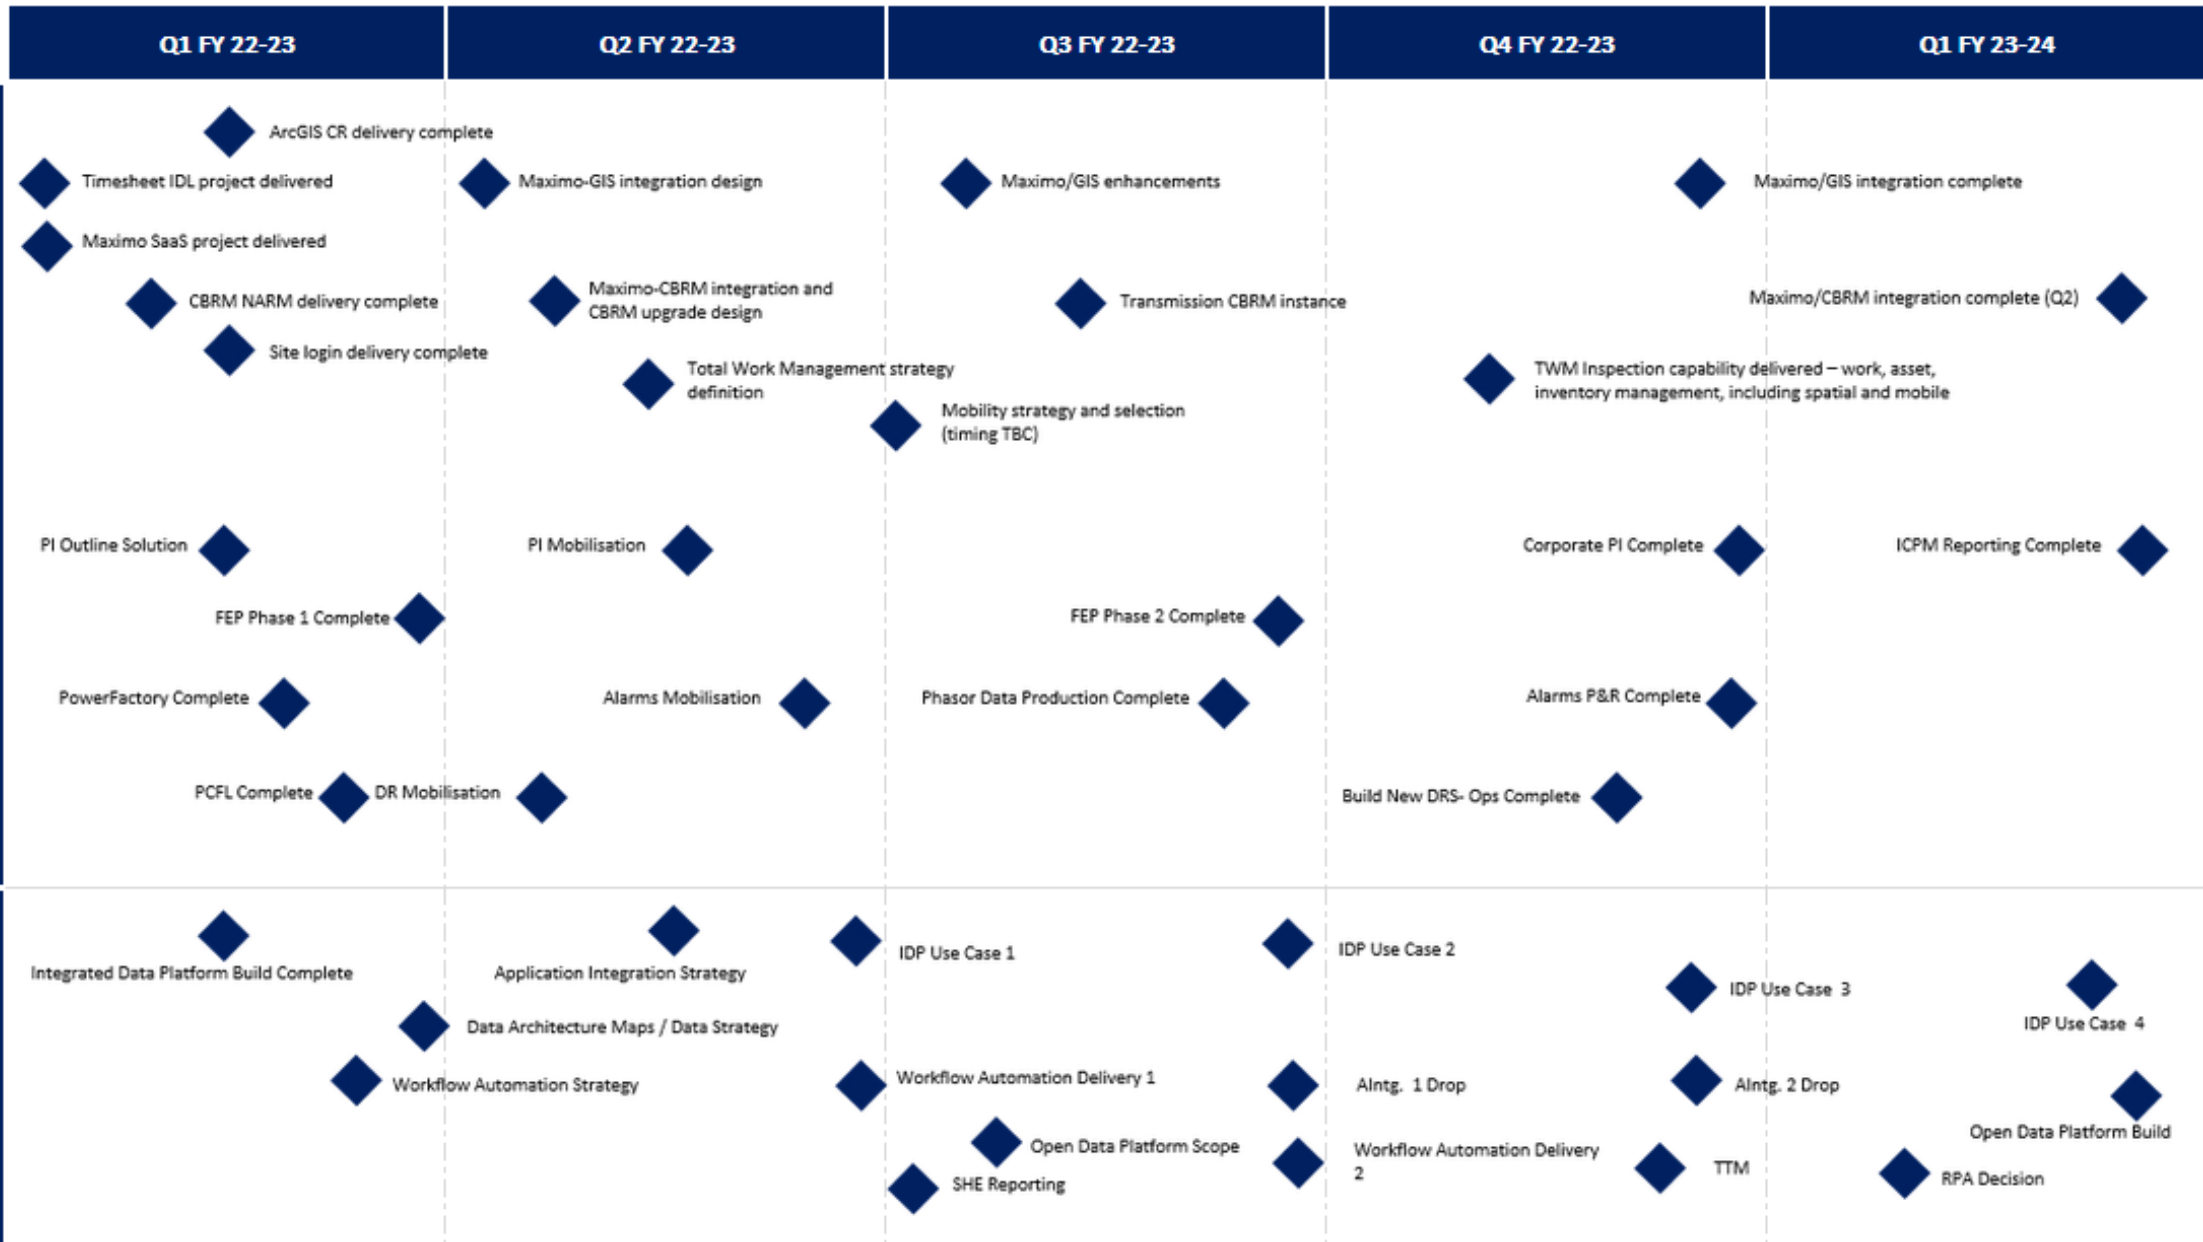 Q1 FY 22-23
Q2 FY 22-23
Q3 FY 22-23
Q4 FY 22-23
Q1 FY 23-24
ArcGIS CR delivery complete
Timesheet IDL project delivered
Maximo-GIS integration design
Maximo/GIS enhancements
Maximo/GIS integration complete
Maximo SaaS project delivered
CBRM NARM delivery complete
Maximo-CBRM integration and
CBRM upgrade design
Transmission CBRM instance
Maximo/CBRM integration complete (Q2)
Site login delivery complete
Total Work Management strategy
definition
TWM Inspection capability delivered – work, asset,
inventory management, including spatial and mobile
Mobility strategy and selection
(timing TBC)
PI Outline Solution
PI Mobilisation
Corporate PI Complete
ICPM Reporting Complete
FEP Phase 1 Complete
FEP Phase 2 Complete
PowerFactory Complete
Alarms Mobilisation
Phasor Data Production Complete
Alarms P&R Complete
PCFL Complete
DR Mobilisation
Build New DRS- Ops Complete
Integrated Data Platform Build Complete
Application Integration Strategy
IDP Use Case 1
IDP Use Case 2
IDP Use Case  3
IDP Use Case  4
Data Architecture Maps / Data Strategy
Workflow Automation Strategy
Workflow Automation Delivery 1
AIntg.  1 Drop
AIntg. 2 Drop
Open Data Platform Build
Open Data Platform Scope
Workflow Automation Delivery
2
TTM
RPA Decision
SHE Reporting